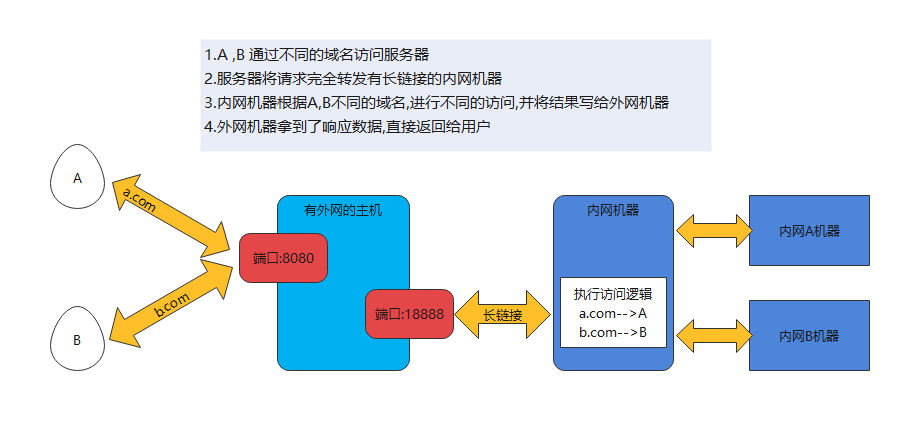 1.A ,B 通过不同的域名访问服务器
2.服务器将请求完全转发有长链接的内网机器
3.内网机器根据A,B不同的域名,进行不同的访问,并将结果写给外网机器
4.外网机器拿到了响应数据,直接返回给用户
A
a.com
有外网的主机
内网机器
端口:8080
内网A机器
B
b.com
端口:18888
长链接
执行访问逻辑
a.com-->A
b.com-->B
内网B机器